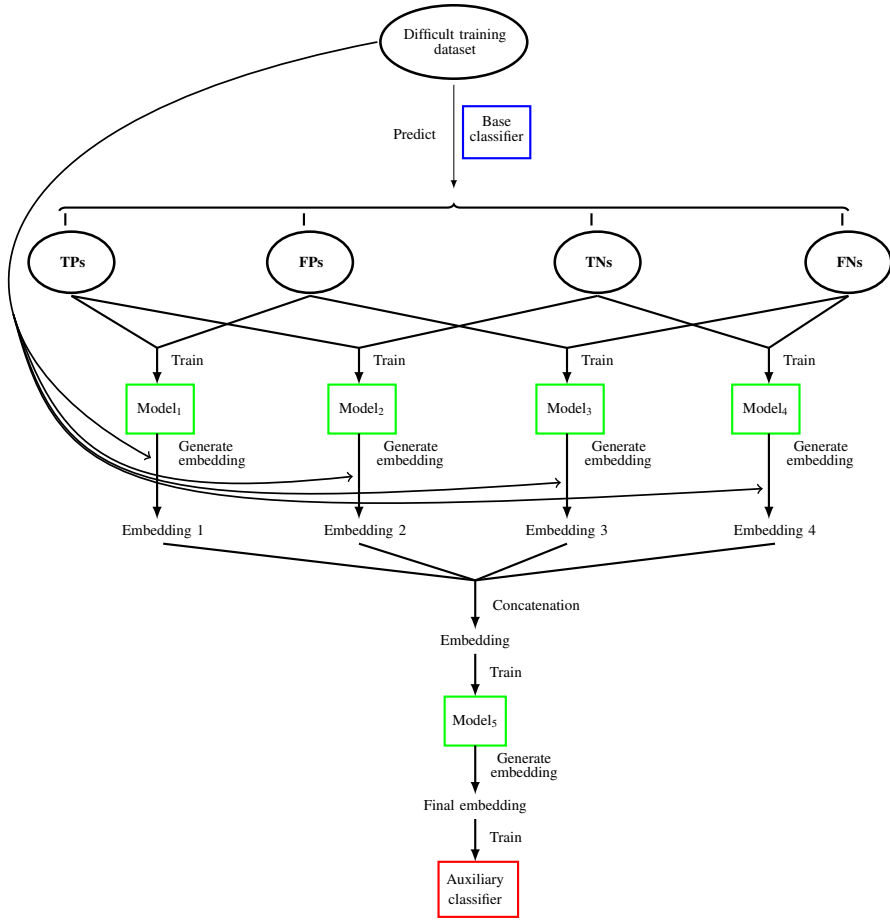 Difficult training
dataset
Predict
Base
classifier
TPs
FPs
TNs
FNs
Train
Train
Train
Train
Model₁
Model₂
Model₃
Model₄
Generate
embedding
Generate
embedding
Generate
embedding
Generate
embedding
Embedding 1
Embedding 2
Embedding 3
Embedding 4
Concatenation
Embedding
Train
Model₅
Generate
embedding
Final embedding
Train
Auxiliary
classifier